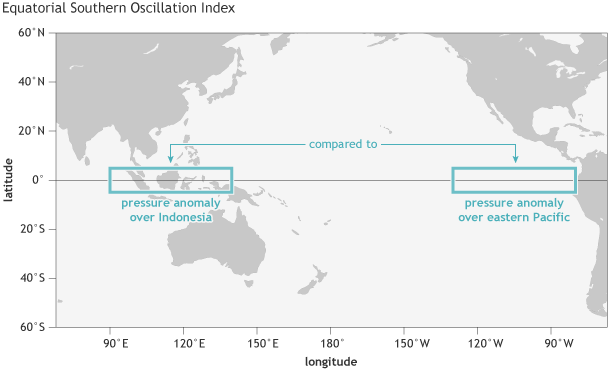 Equatorial Southern Oscillation Index
60°N
40°N
20°N
0°
20°S
40°S
60°S
latitude
compared to
pressure anomaly
over Indonesia
pressure anomaly
over eastern Pacific
90°E
120°E
150°E
180°
150°W
120°W
90°W
longitude